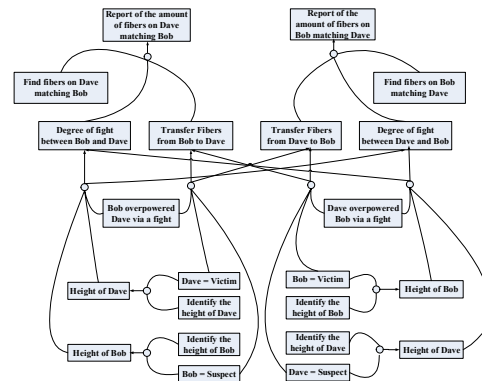 Report of the amount
of fibers on Dave
matching Bob
Report of the
amount of fibers on
Bob matching Dave
Find fibers on Dave
matching Bob
Find fibers on Bob
matching Dave
Degree of fight
between Bob and Dave
Transfer Fibers
from Bob to Dave
Transfer Fibers
from Dave to Bob
Degree of fight
between Dave and Bob
Bob overpowered
Dave via a fight
Dave overpowered
Bob via a fight
Height of Dave
Dave = Victim
Identify the
height of Dave
Bob = Victim
Identify the
height of Bob
Height of Bob
Height of Bob
Identify the
height of Bob
Bob = Suspect
Identify the
height of Dave
Dave = Suspect
Height of Dave